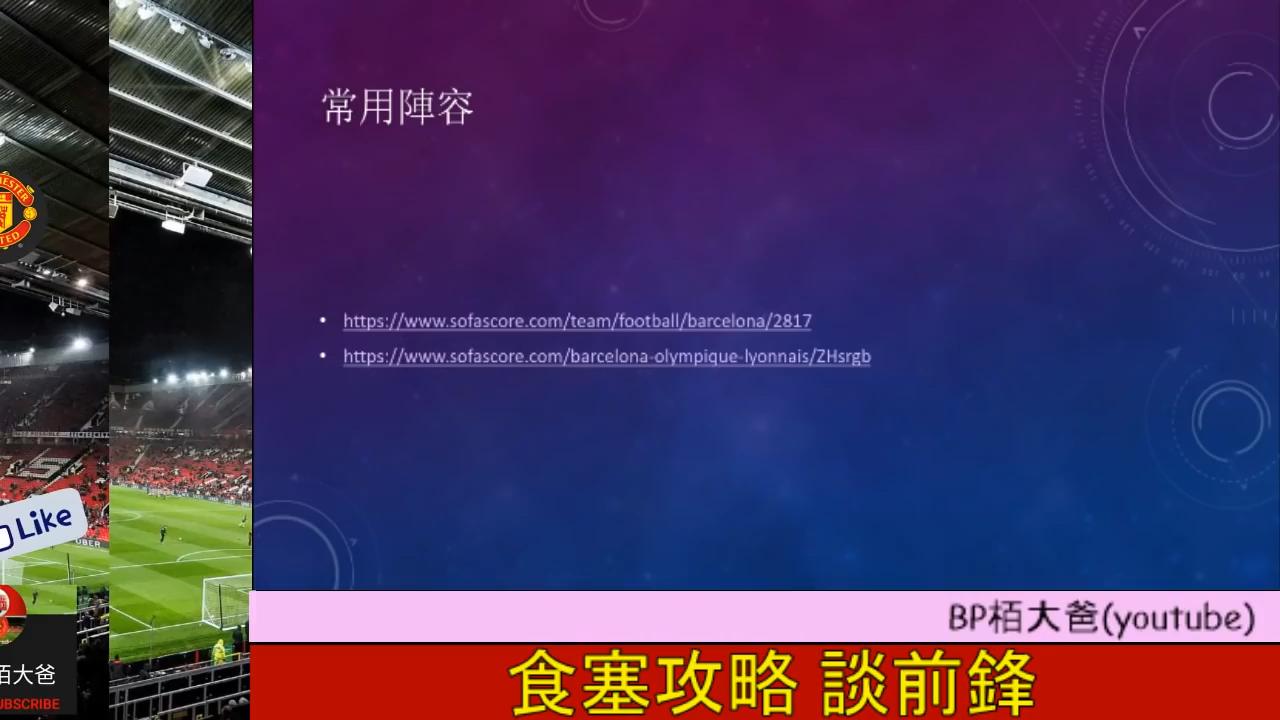 常用陣容
• https://www.sofascore.com/team/football/barcelona/2817
• https://www.sofascore.com/barcelona-olympique-lyonnais/ZHsrgb
Like
UBER
BP栢大爸(youtube)
栢大爸
UBSCRIBE
食塞攻略 談前鋒